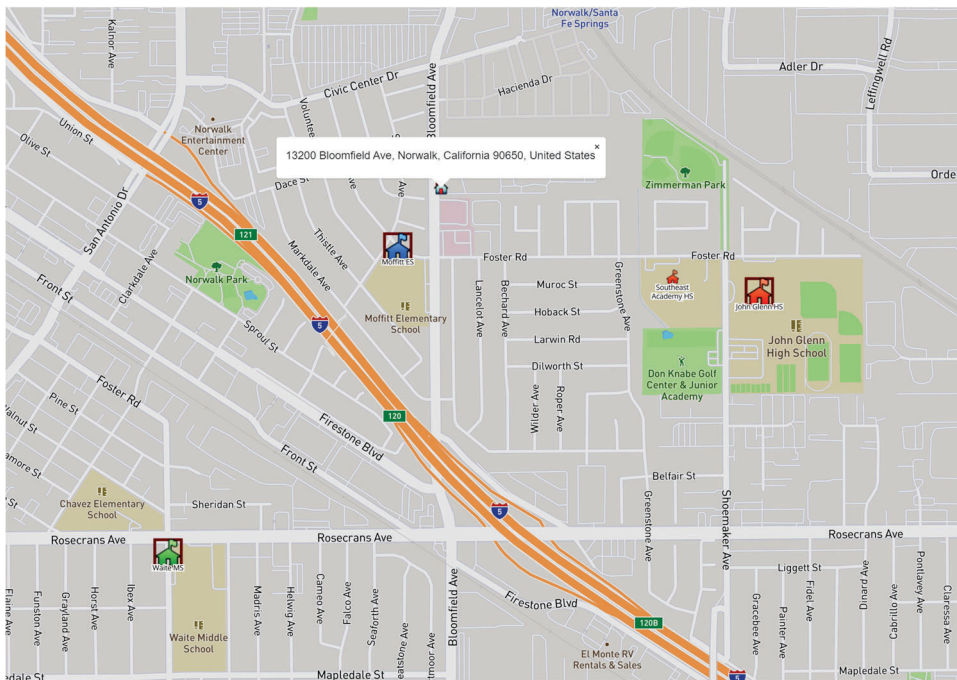 Norwalk/Santa
Fe Springs
Kalnor Ave
Adler Dr
Leffingwell Rd
Civic Center Dr
Hacienda Dr
Bloomfield Ave
Union St
Norwalk
Entertainment
Center
Olive St
13200 Bloomfield Ave, Norwalk, California 90650, United States
×
Dace St
Ave
Zimmerman Park
San Antonio Dr
5
121
Thistle Ave
Markdale Ave
Moffitt ES
Foster Rd
Foster Rd
Front St
Clarkdale Ave
Norwalk Park
Greenstone Ave
Southeast
Academy HS
John Glenn HS
Lancelot Ave
Bechard Ave
Muroc St
Hoback St
Moffitt Elementary
School
5
Sproul St
Larwin Rd
John Glenn
High School
Dilworth St
Don Knabe Golf
Center & Junior
Academy
Foster Rd
Pine St
Walnut St
Wilder Ave
Roper Ave
120
Firestone Blvd
Front St
amore St
Belfair St
Chavez Elementary
School
Sheridan St
St
5
Greenstone Ave
Shoemaker Ave
Rosecrans Ave
Rosecrans Ave
Rosecrans Ave
Waite MS
Liggett St
Elaine Ave
Funston Ave
Grayland Ave
Horst Ave
Ibex Ave
Madris Ave
Helwig Ave
Cameo Ave
Falco Ave
Seaforth Ave
eatstone Ave
tmoor Ave
Bloomfield Ave
Firestone Blvd
Gracebee Ave
Painter Ave
Fidel Ave
Pontlavey Ave
Claressa Ave
Waite Middle
School
120B
El Monte RV
Rentals & Sales
5
edale St
Mapledale St
Mapledale St